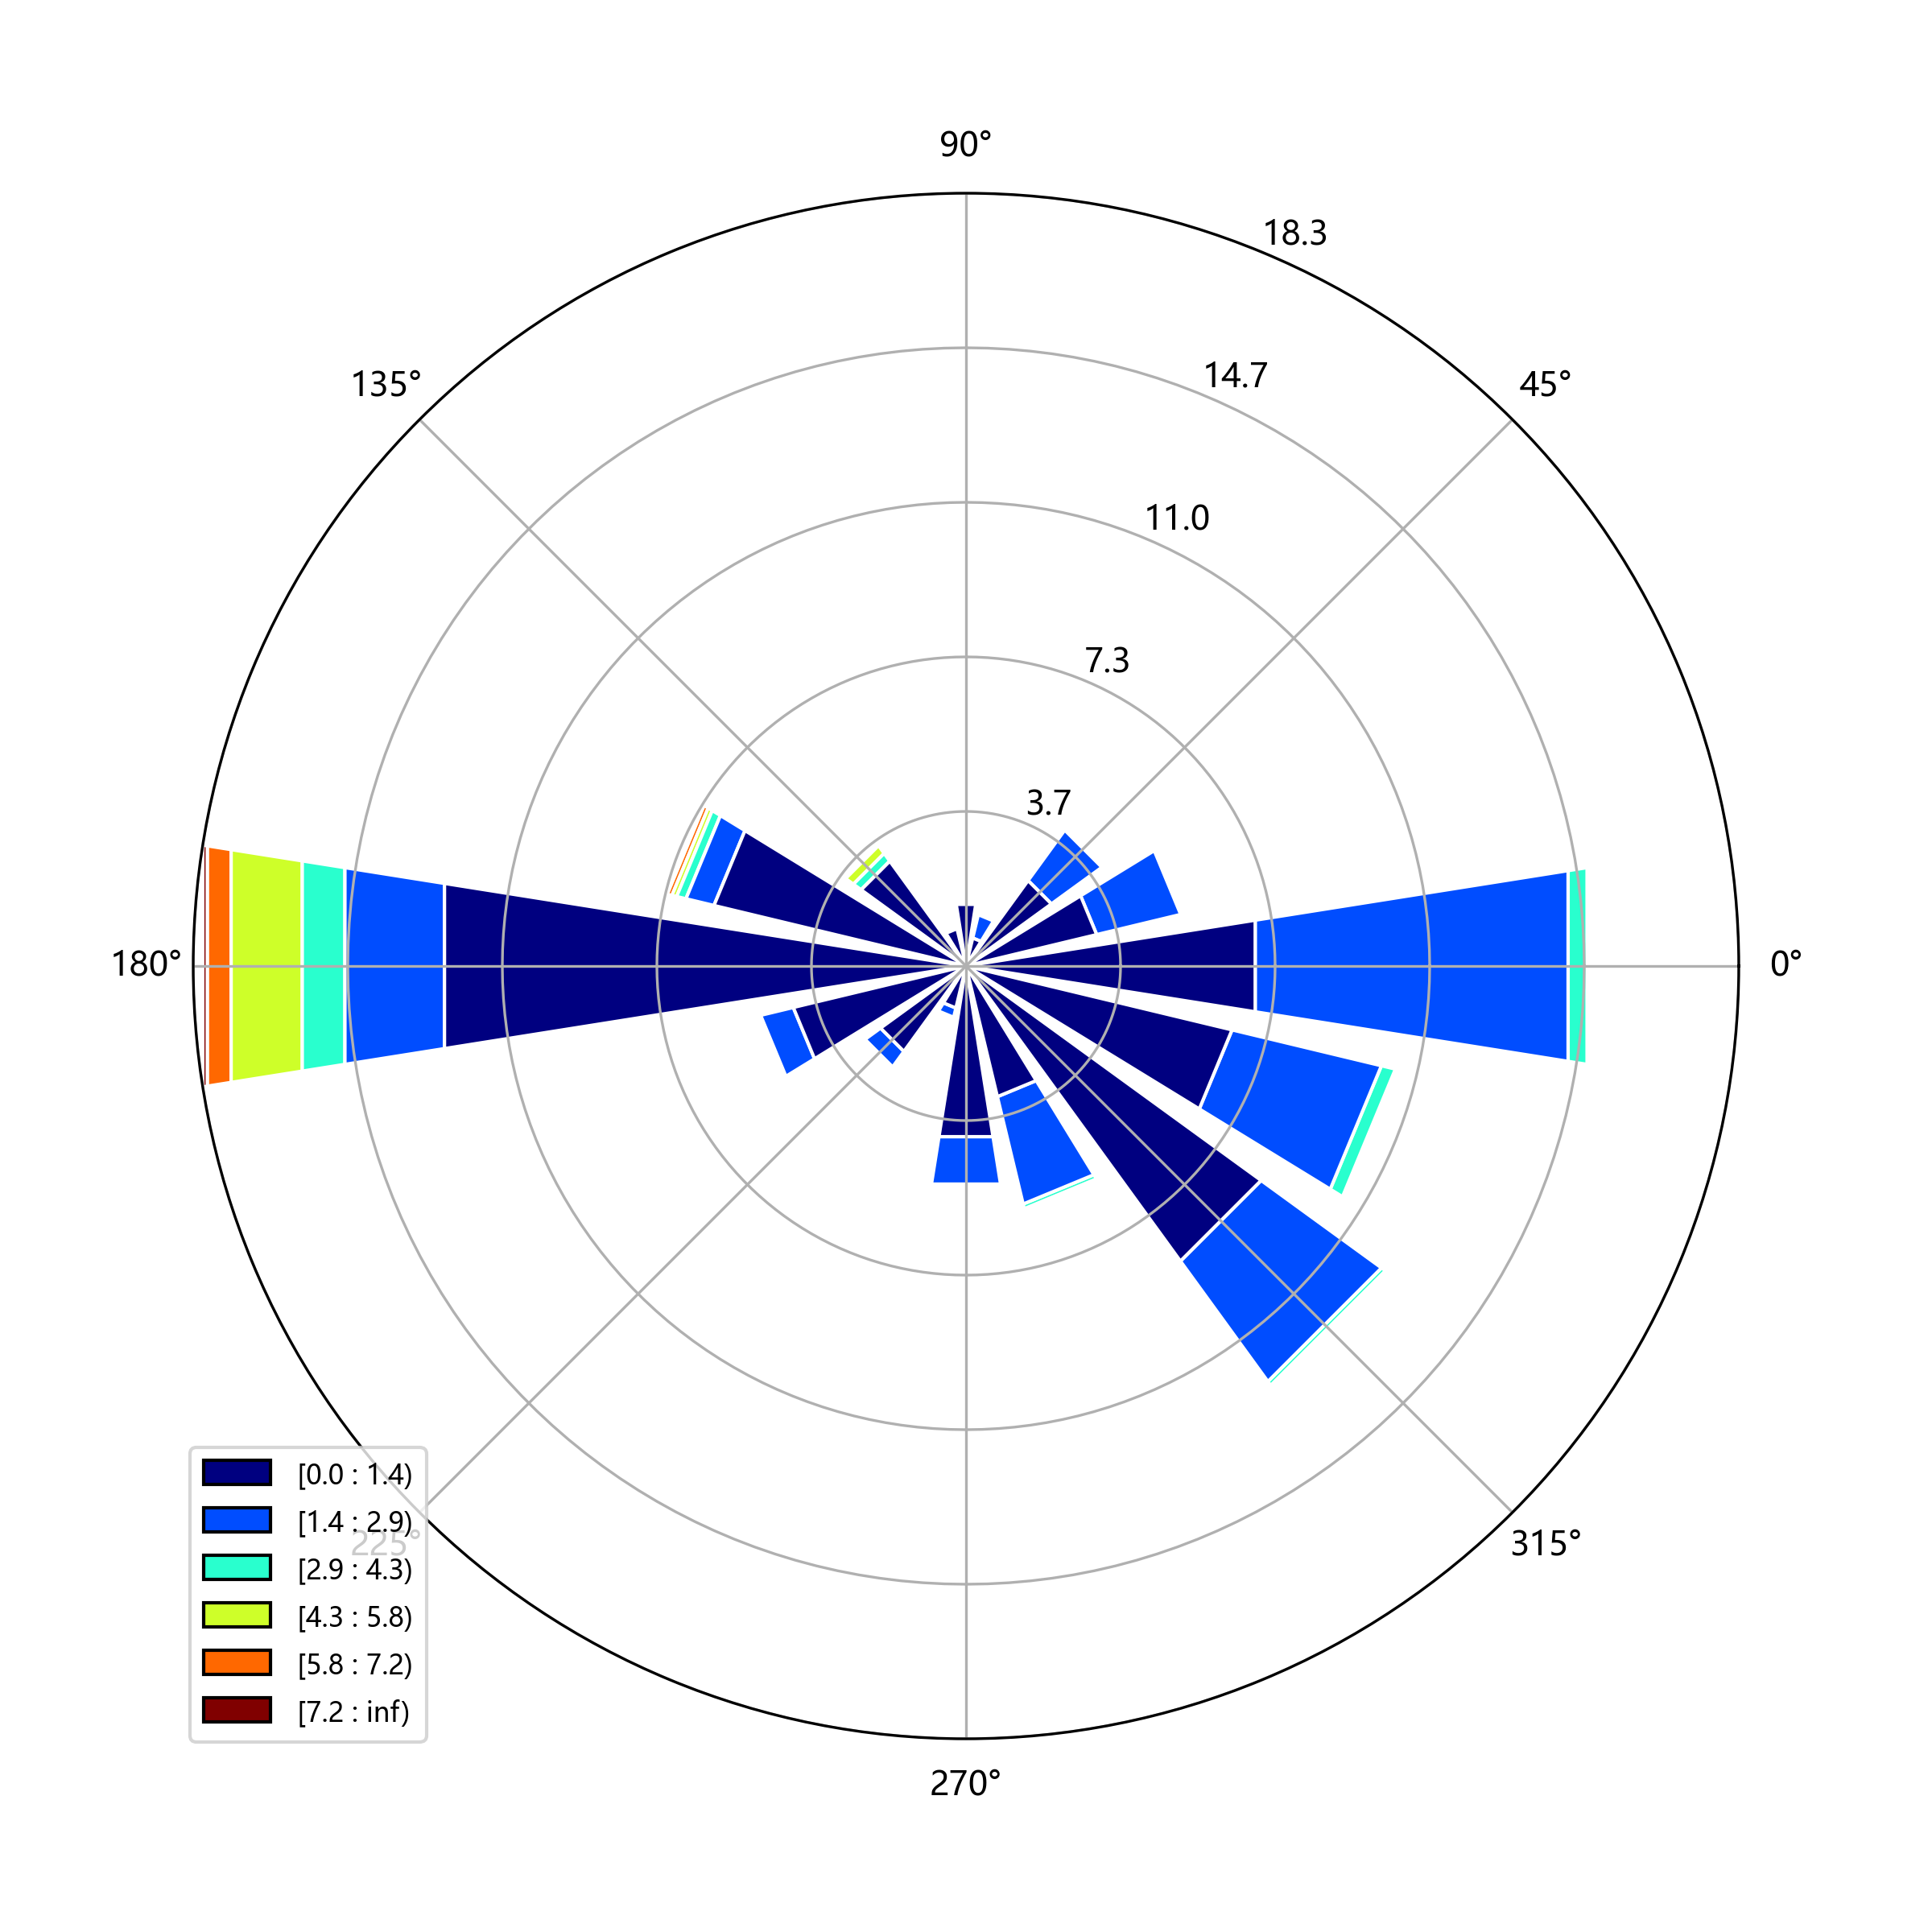 90°
18.3
14.7
135°
45°
11.0
7.3
3.7
180°
0°
[0.0 : 1.4)
[1.4 : 2.9)
225°
315°
[2.9 : 4.3)
[4.3 : 5.8)
[5.8 : 7.2)
[7.2 : inf)
270°